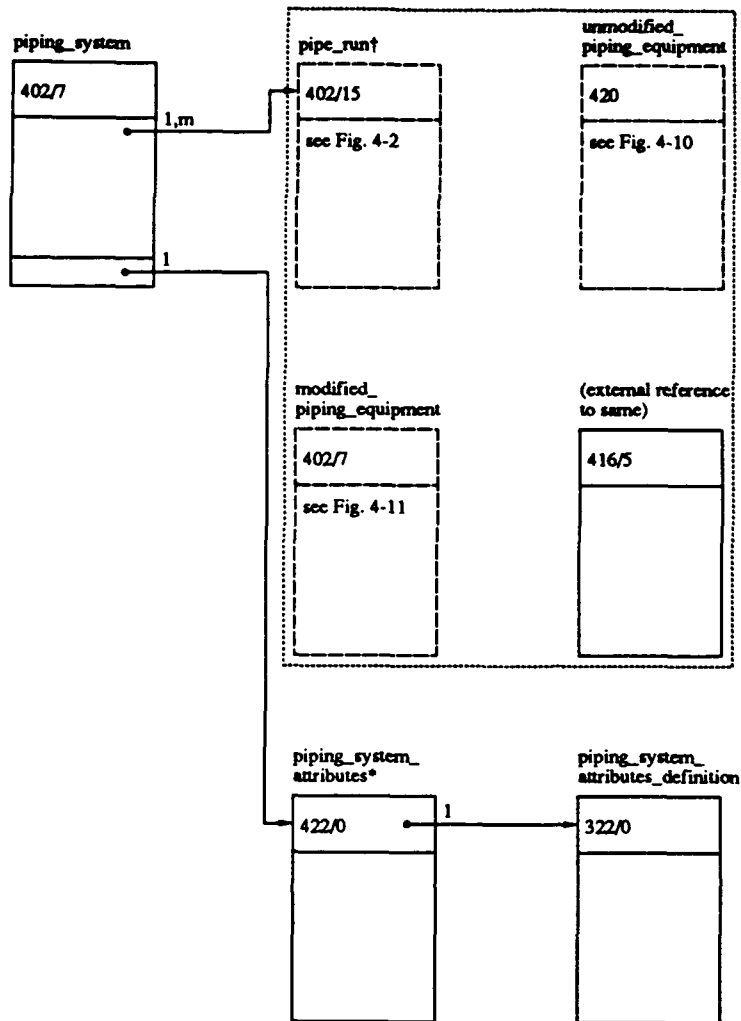 piping_system
402/7
1,m
1
pipe_run†
402/15
see Fig. 4-2
unmodified_
piping_equipment
420
see Fig. 4-10
modified_
piping_equipment
402/7
see Fig. 4-11
(external reference
to same)
416/5
piping_system_
attributes*
422/0
1
piping_system_
attributes_definition
322/0